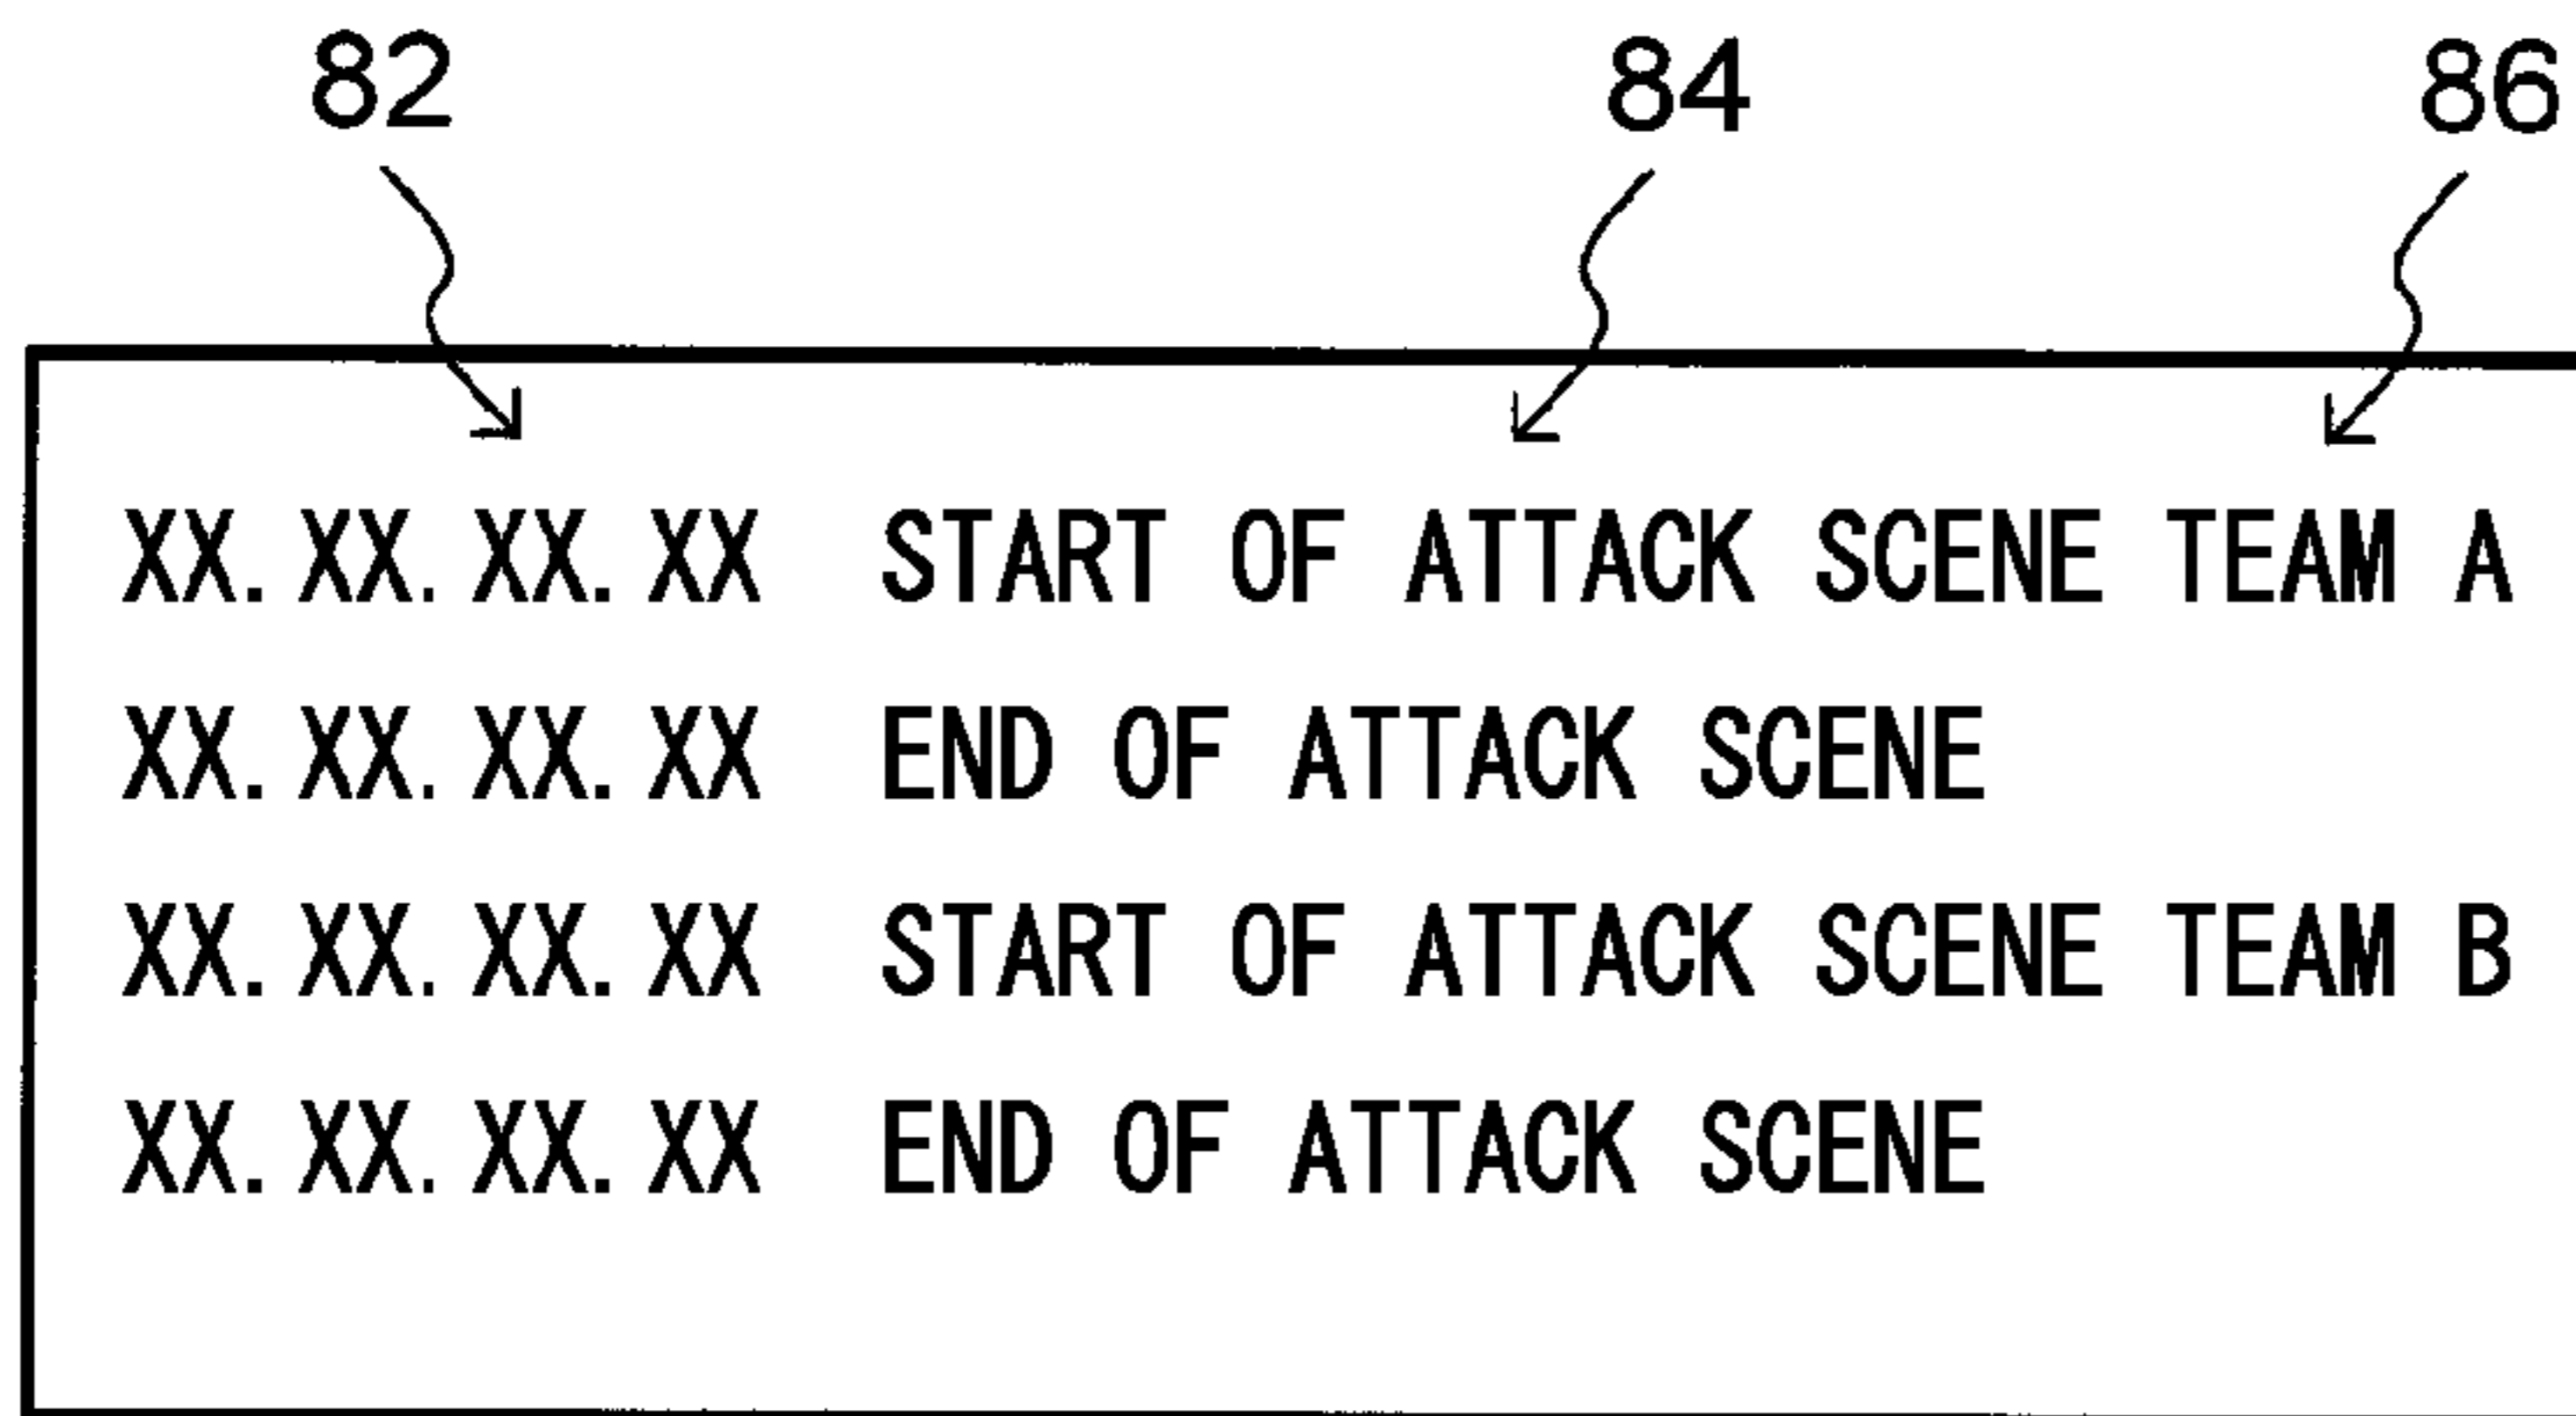 82 84 86
XX. XX. XX. XX START OF ATTACK SCENE TEAM A
XX. XX. XX. XX END OF ATTACK SCENE
XX. XX. XX. XX START OF ATTACK SCENE TEAM B
XX. XX. XX. XX END OF ATTACK SCENE